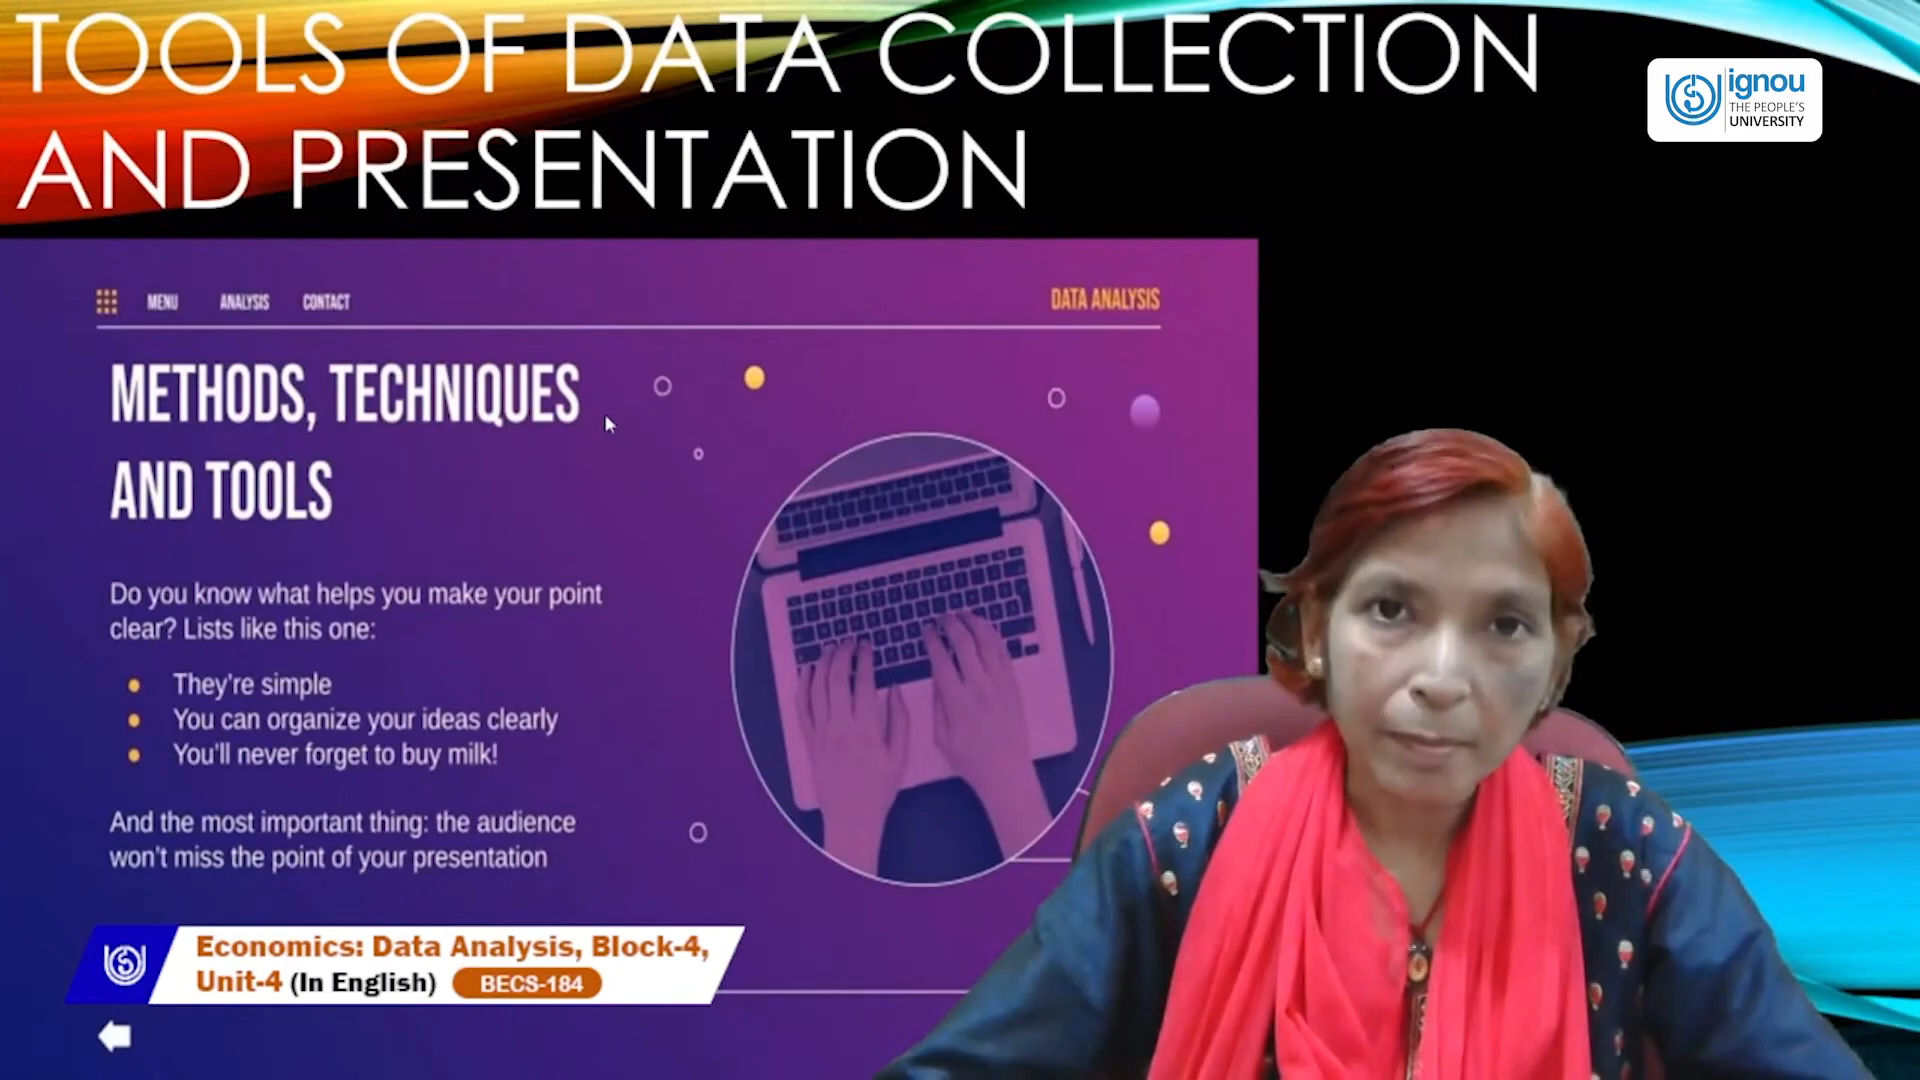 TOOLS OF DATA COLLECTION
AND PRESENTATION
ignou
THE PEOPLE'S
UNIVERSITY
MENU ANALYSIS CONTACT DATA ANALYSIS
METHODS, TECHNIQUES
AND TOOLS
Do you know what helps you make your point
clear? Lists like this one:
They're simple
You can organize your ideas clearly
You'll never forget to buy milk!
And the most important thing: the audience
won't miss the point of your presentation
Economics: Data Analysis, Block-4,
Unit-4 (In English) BECS-184